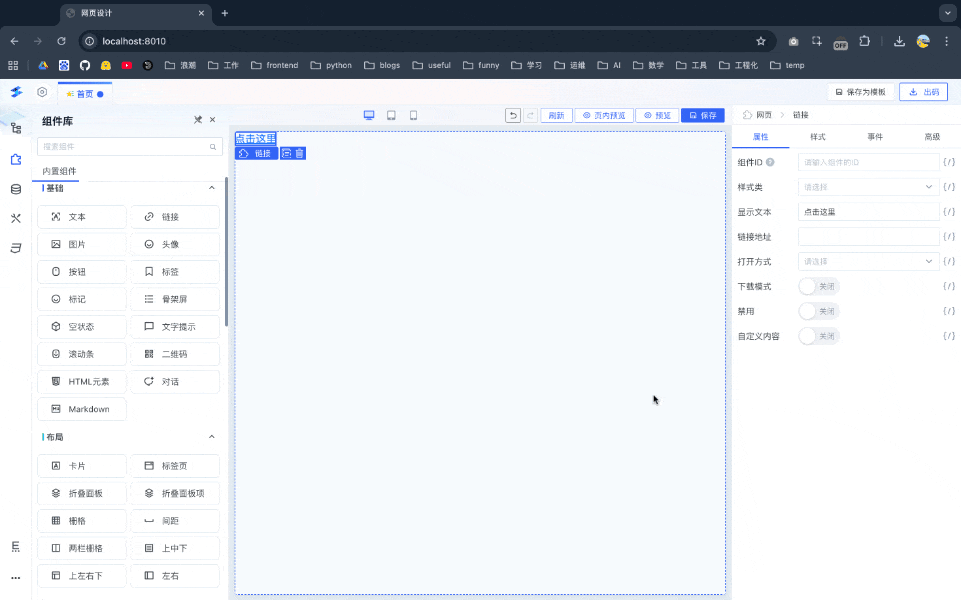 网页设计
localhost:8010
OFF
浪潮 工作 frontend python blogs useful funny 学习 运维 AI 数学 工具 工程化 temp
首页
保存为模板 出码
组件库
刷新 页内预览 预览 保存
网页 链接
搜索组件
属性 样式 事件 高级
内置组件
基础
点击这里
链接
组件ID 请输入组件的ID {/}
样式类 请选择 {/}
文本 链接
显示文本 点击这里 {/}
图片 头像
链接地址 {/}
按钮 标签
打开方式 请选择 {/}
标记 骨架屏
下载模式 关闭 {/}
空状态 文字提示
禁用 关闭 {/}
滚动条 二维码
自定义内容 关闭 {/}
HTML元素 对话
Markdown
布局
卡片 标签页
折叠面板 折叠面板项
栅格 间距
两栏栅格 上中下
上左右下 左右